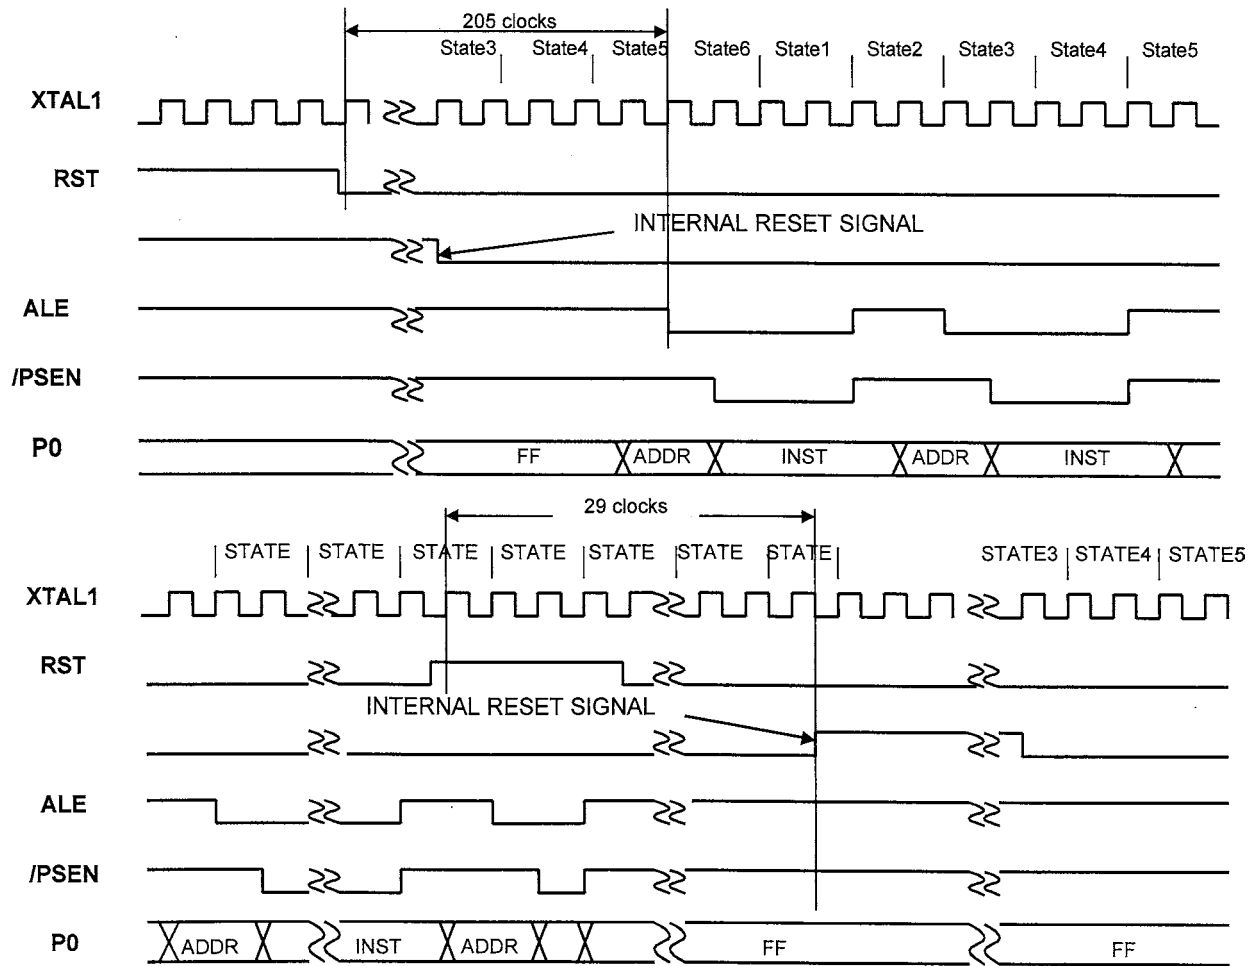 205 clocks
State3 State4 State5 State6 State1 State2 State3 State4 State5
XTAL1
RST
INTERNAL RESET SIGNAL
ALE
/PSEN
P0
FF ADDR INST ADDR INST
29 clocks
STATE STATE STATE STATE STATE STATE STATE STATE3 STATE4 STATE5
XTAL1
RST
INTERNAL RESET SIGNAL
ALE
/PSEN
P0
ADDR INST ADDR FF FF